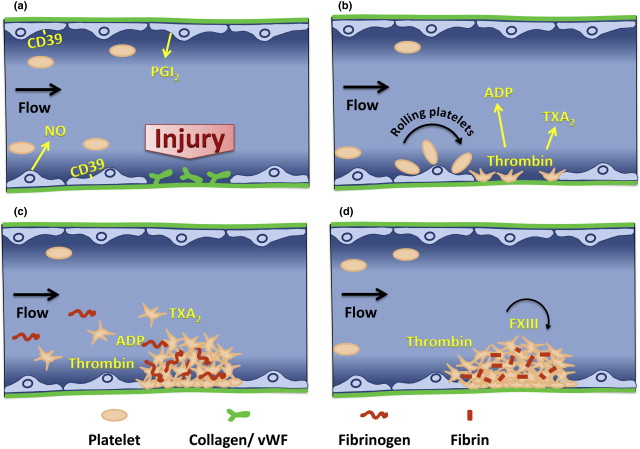 (a)
CD39
PGI2
Flow
NO
CD39
Injury
(b)
ADP
TXA2
Rolling platelets
Flow
Thrombin
(c)
TXA2
Flow
ADP
Thrombin
(d)
FXIII
Flow
Thrombin
Platelet
Collagen/ vWF
Fibrinogen
Fibrin